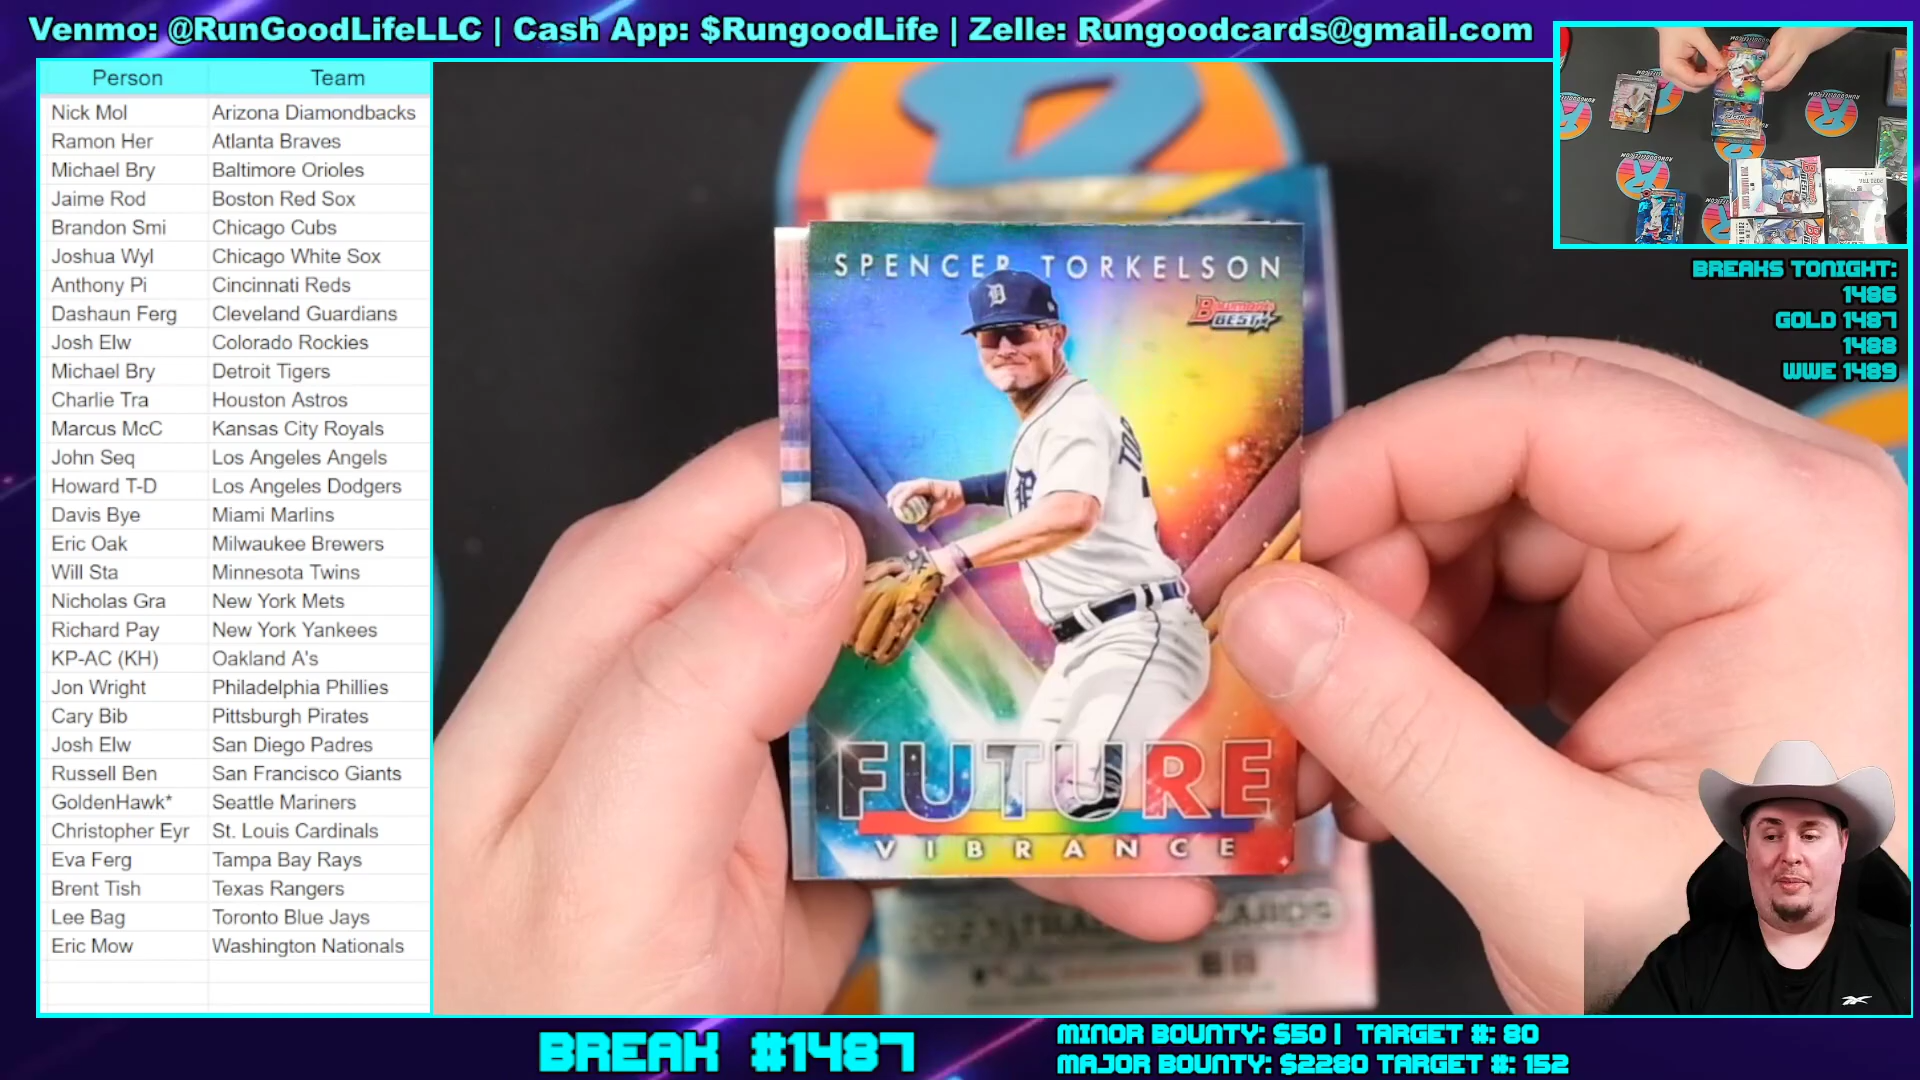 Venmo: @RunGoodLifeLLC | Cash App: $RungoodLife | Zelle: Rungoodcards@gmail.com
Person Team
Nick Mol Arizona Diamondbacks
Ramon Her Atlanta Braves
Michael Bry Baltimore Orioles
Jaime Rod Boston Red Sox
Brandon Smi Chicago Cubs
Joshua Wyl Chicago White Sox
Anthony Pi Cincinnati Reds
Dashaun Ferg Cleveland Guardians
Josh Elw Colorado Rockies
Michael Bry Detroit Tigers
Charlie Tra Houston Astros
Marcus McC Kansas City Royals
John Seq Los Angeles Angels
Howard T-D Los Angeles Dodgers
Davis Bye Miami Marlins
Eric Oak Milwaukee Brewers
Will Sta Minnesota Twins
Nicholas Gra New York Mets
Richard Pay New York Yankees
KP-AC (KH) Oakland A's
Jon Wright Philadelphia Phillies
Cary Bib Pittsburgh Pirates
Josh Elw San Diego Padres
Russell Ben San Francisco Giants
GoldenHawk* Seattle Mariners
Christopher Eyr St. Louis Cardinals
Eva Ferg Tampa Bay Rays
Brent Tish Texas Rangers
Lee Bag Toronto Blue Jays
Eric Mow Washington Nationals
SPENCER TORKELSON
Bowman's
BEST
D
TOR
FUTURE
VIBRANCE
BREAKS TONIGHT:
1486
GOLD 1487
1488
WWE 1489
BREAK #1487
MINOR BOUNTY: $50 | TARGET #: 80
MAJOR BOUNTY: $2280 TARGET #: 152